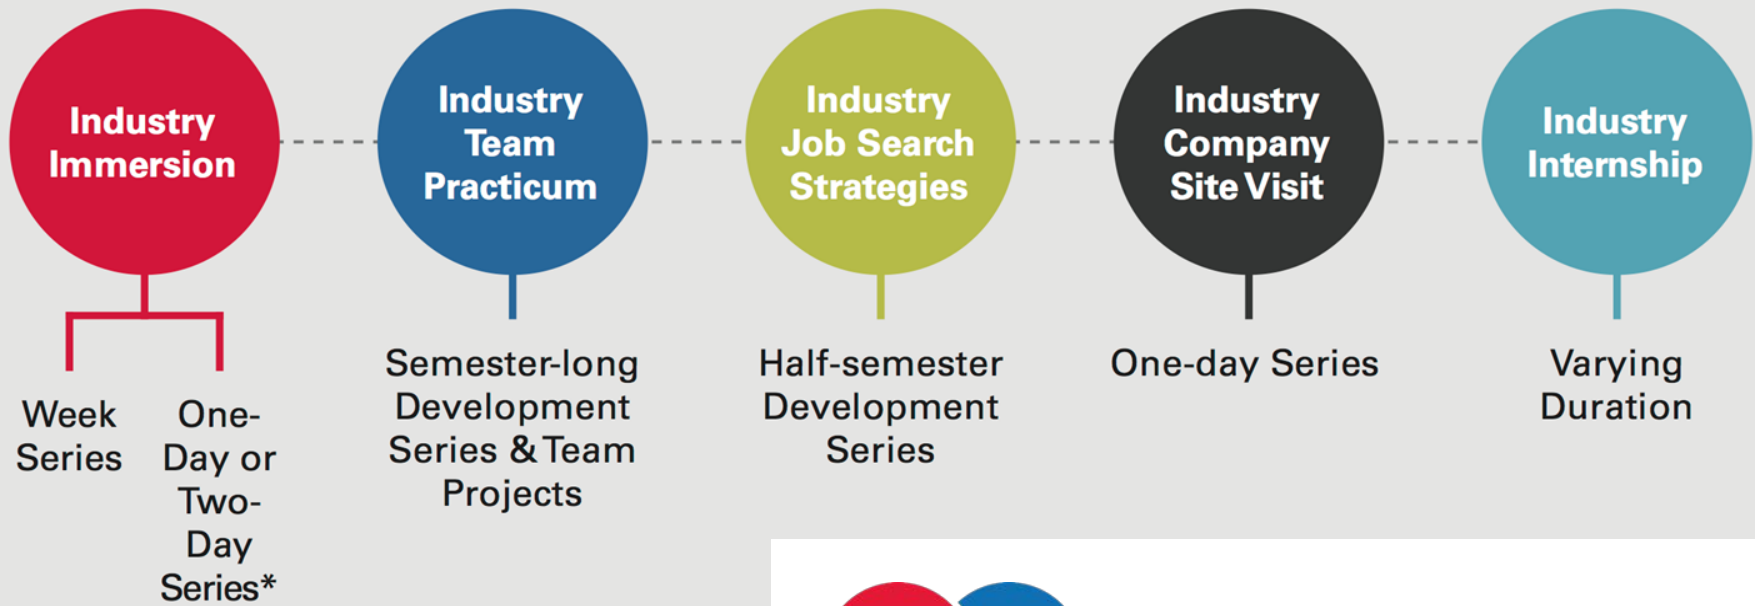 Industry
Immersion
Industry
Team
Practicum
Industry
Job Search
Strategies
Industry
Company
Site Visit
Industry
Internship
Week
Series
One-
Day or
Two-
Day
Series*
Semester-long
Development
Series & Team
Projects
Half-semester
Development
Series
One-day Series
Varying
Duration